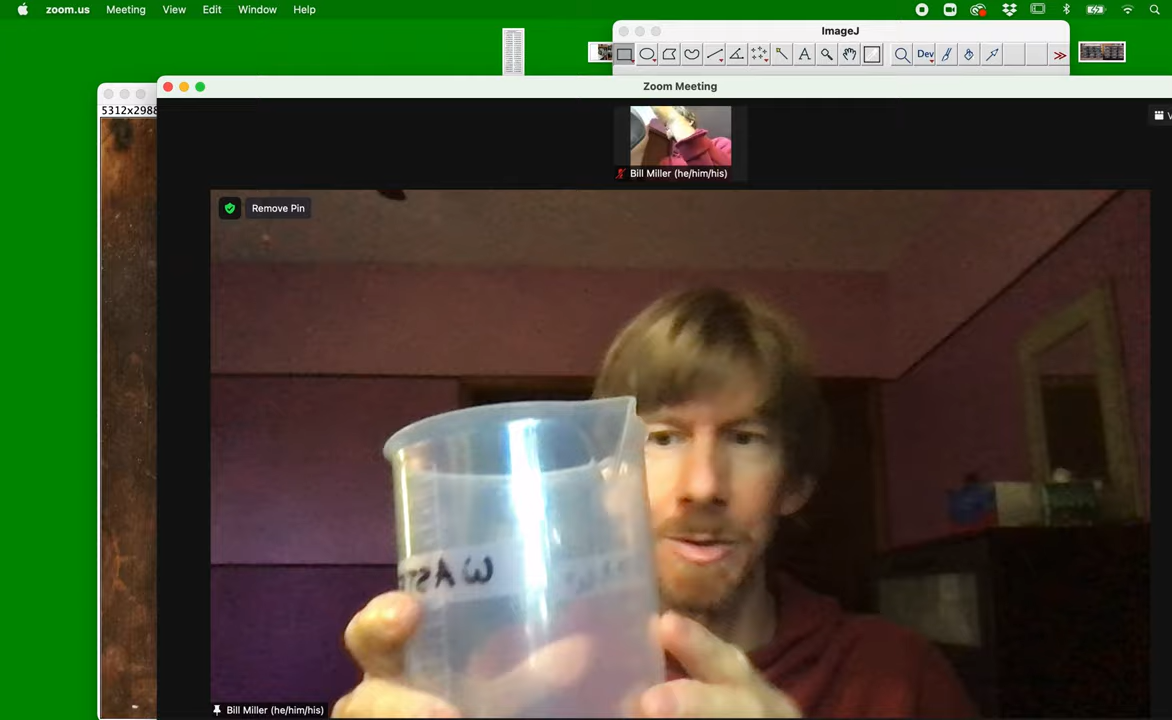 zoom.us Meeting View Edit Window Help
ImageJ
Dev
5312x2988
Zoom Meeting
Bill Miller (he/him/his)
Remove Pin
Bill Miller (he/him/his)